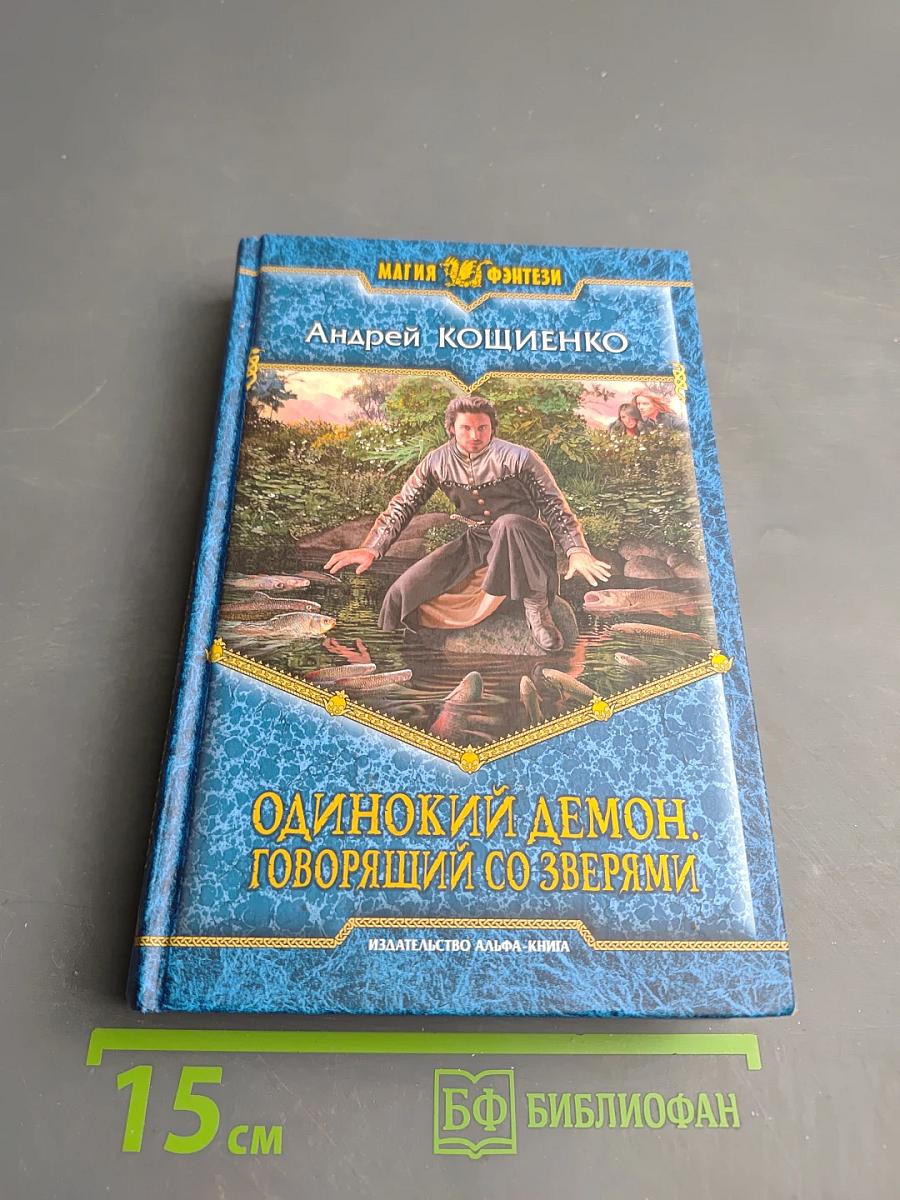 МАГИЯ ФЭНТЕЗИ
Андрей КОЩИЕНКО
ОДИНОКИЙ ДЕМОН.
ГОВОРЯЩИЙ СО ЗВЕРЯМИ
ИЗДАТЕЛЬСТВО АЛЬФА-КНИГА
15 см
БФ БИБЛИОФАН